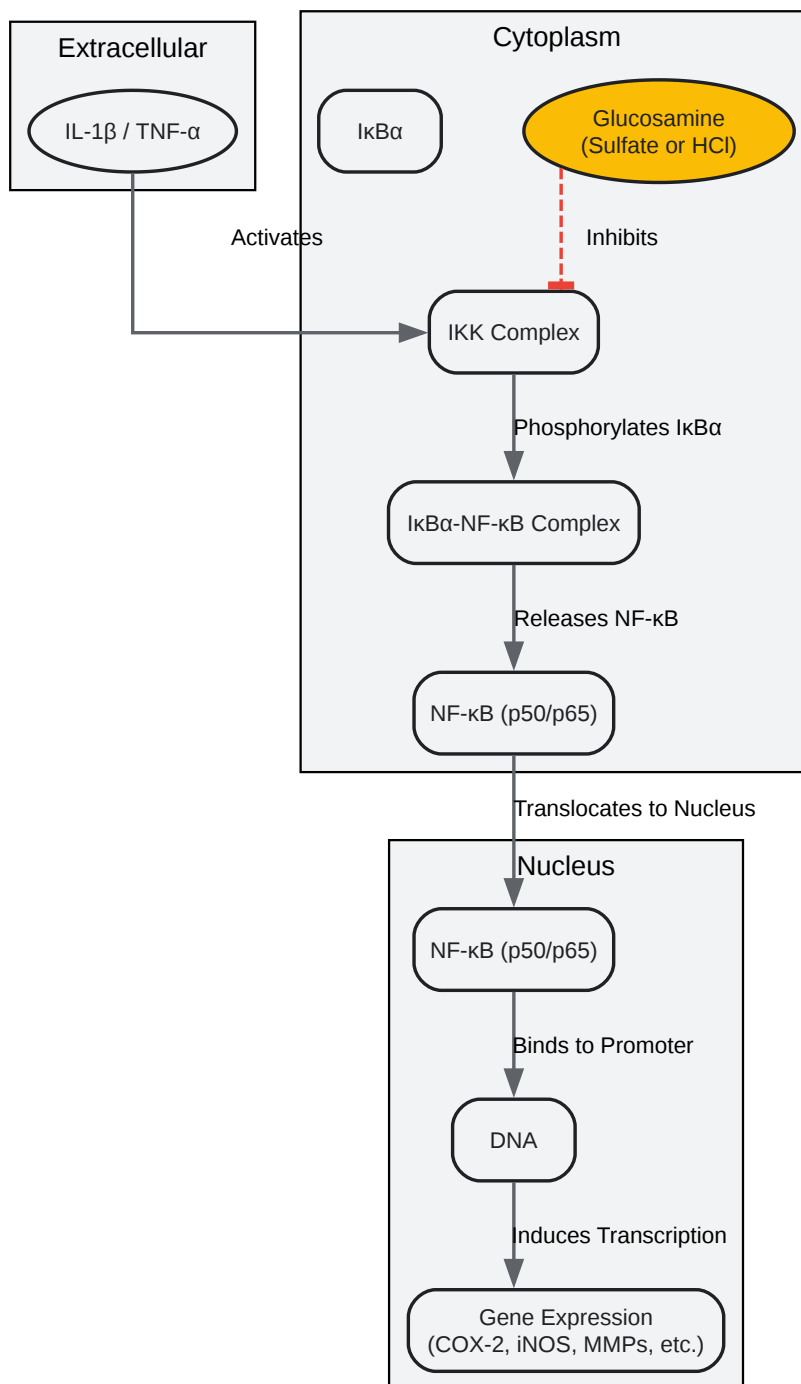 Extracellular
IL-1β / TNF-α
Cytoplasm
IκBα
Glucosamine
(Sulfate or HCl)
Activates
Inhibits
IKK Complex
Phosphorylates IκBα
IκBα-NF-κB Complex
Releases NF-κB
NF-κB (p50/p65)
Translocates to Nucleus
Nucleus
NF-κB (p50/p65)
Binds to Promoter
DNA
Induces Transcription
Gene Expression
(COX-2, iNOS, MMPs, etc.)